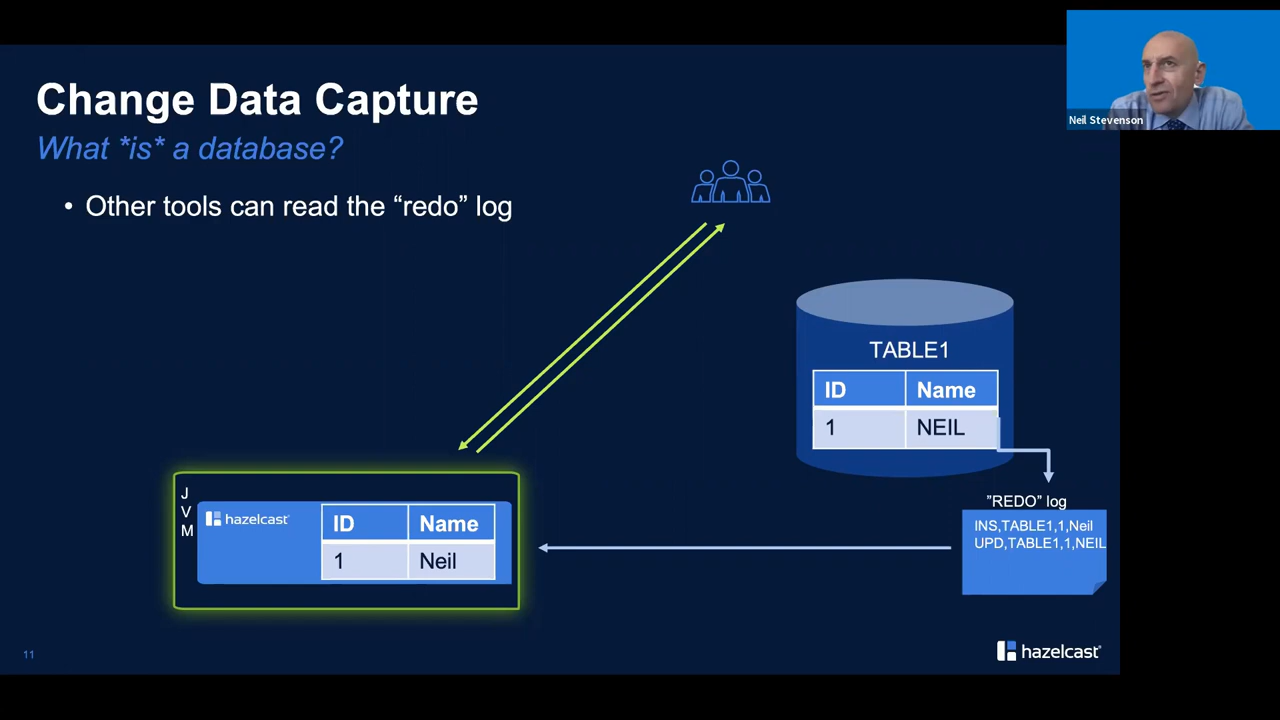 Neil Stevenson
Change Data Capture
What *is* a database?
• Other tools can read the “redo” log
TABLE1
ID Name
1 NEIL
”REDO” log
INS,TABLE1,1,Neil
UPD,TABLE1,1,NEIL
J
V
M
hazelcast
ID Name
1 Neil
11
hazelcast